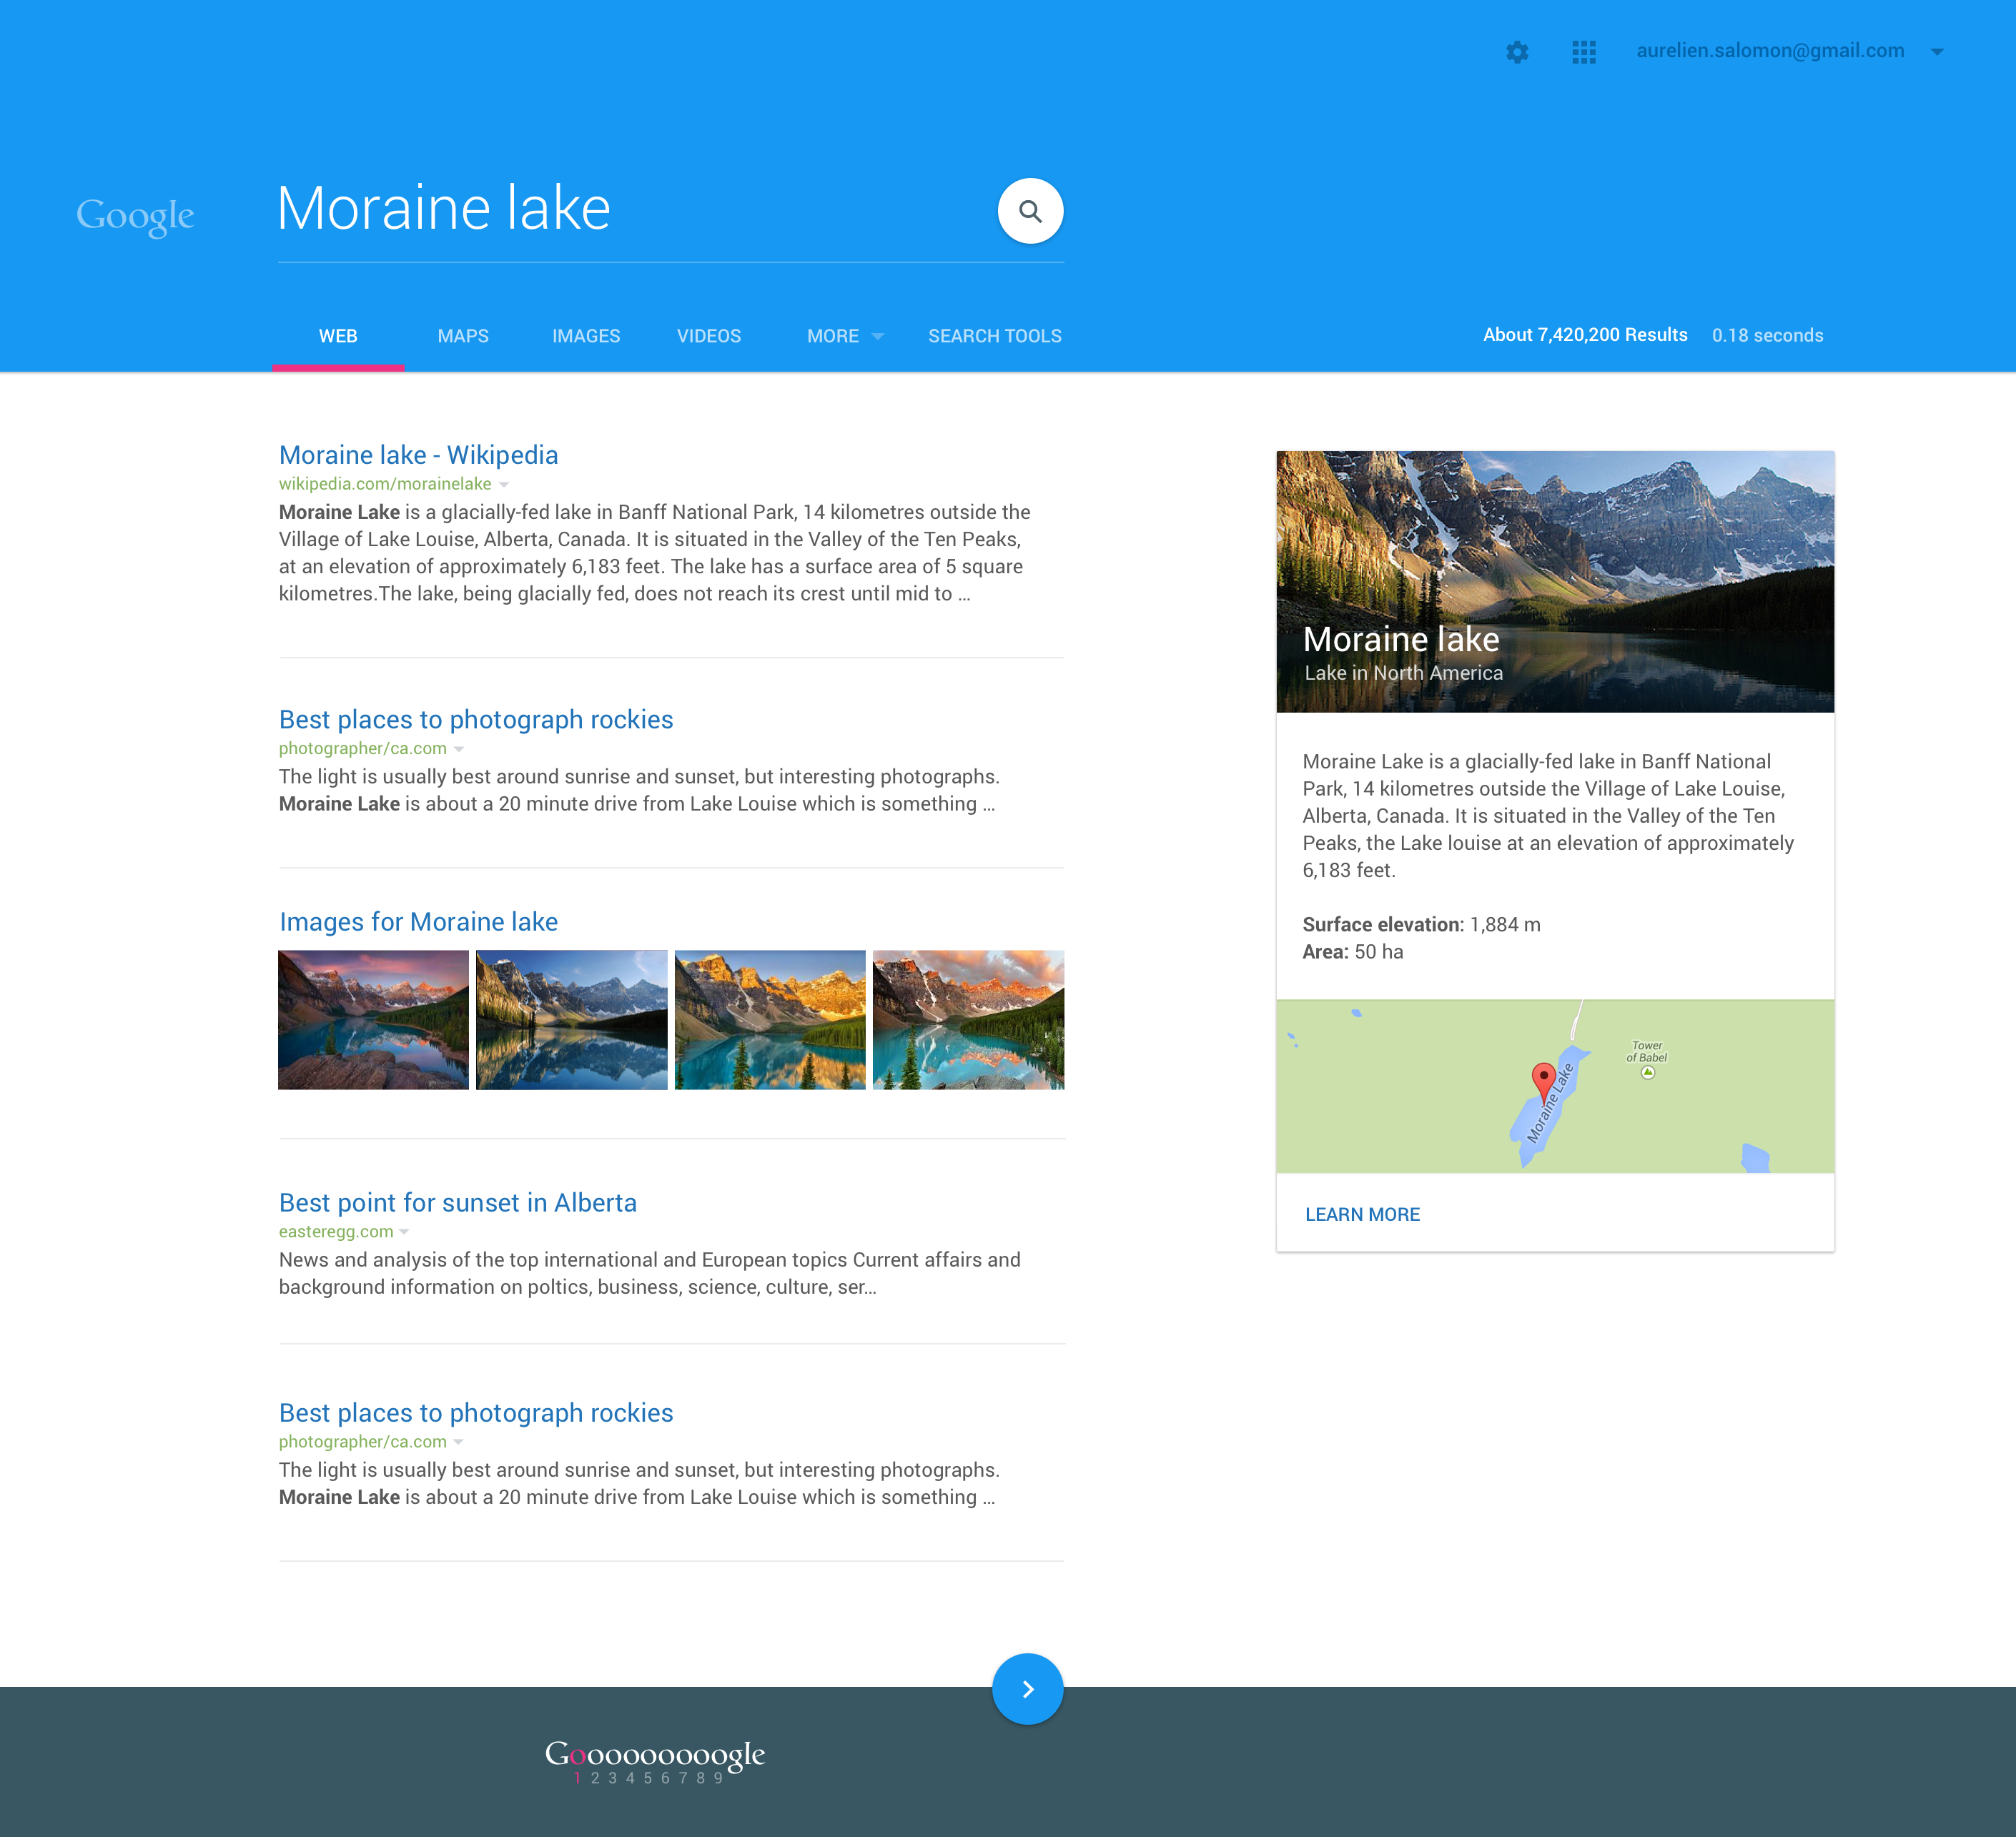 aurelien.salomon@gmail.com
Google
Moraine lake
WEB
MAPS
IMAGES
VIDEOS
MORE
SEARCH TOOLS
About 7,420,200 Results
0.18 seconds
Moraine lake - Wikipedia
wikipedia.com/morainelake
Moraine Lake is a glacially-fed lake in Banff National Park, 14 kilometres outside the
Village of Lake Louise, Alberta, Canada. It is situated in the Valley of the Ten Peaks,
at an elevation of approximately 6,183 feet. The lake has a surface area of 5 square
kilometres.The lake, being glacially fed, does not reach its crest until mid to ...
Best places to photograph rockies
photographer/ca.com
The light is usually best around sunrise and sunset, but interesting photographs.
Moraine Lake is about a 20 minute drive from Lake Louise which is something ...
Images for Moraine lake
Best point for sunset in Alberta
easteregg.com
News and analysis of the top international and European topics Current affairs and
background information on poltics, business, science, culture, ser...
Best places to photograph rockies
photographer/ca.com
The light is usually best around sunrise and sunset, but interesting photographs.
Moraine Lake is about a 20 minute drive from Lake Louise which is something ...
Moraine lake
Lake in North America
Moraine Lake is a glacially-fed lake in Banff National
Park, 14 kilometres outside the Village of Lake Louise,
Alberta, Canada. It is situated in the Valley of the Ten
Peaks, the Lake louise at an elevation of approximately
6,183 feet.
Surface elevation: 1,884 m
Area: 50 ha
Tower
of Babel
Moraine Lake
LEARN MORE
Goooooooooogle
1 2 3 4 5 6 7 8 9